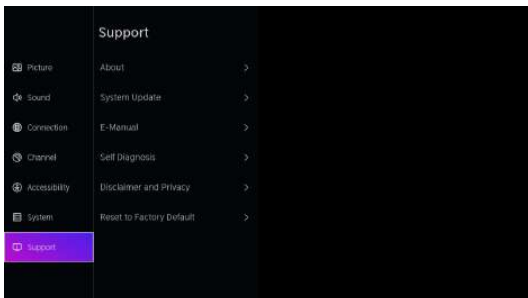 Support
Picture
About
Sound
System Update
Connection
E-Manual
Channel
Self Diagnosis
Accessibility
Disclaimer and Privacy
System
Reset to Factory Default
Support